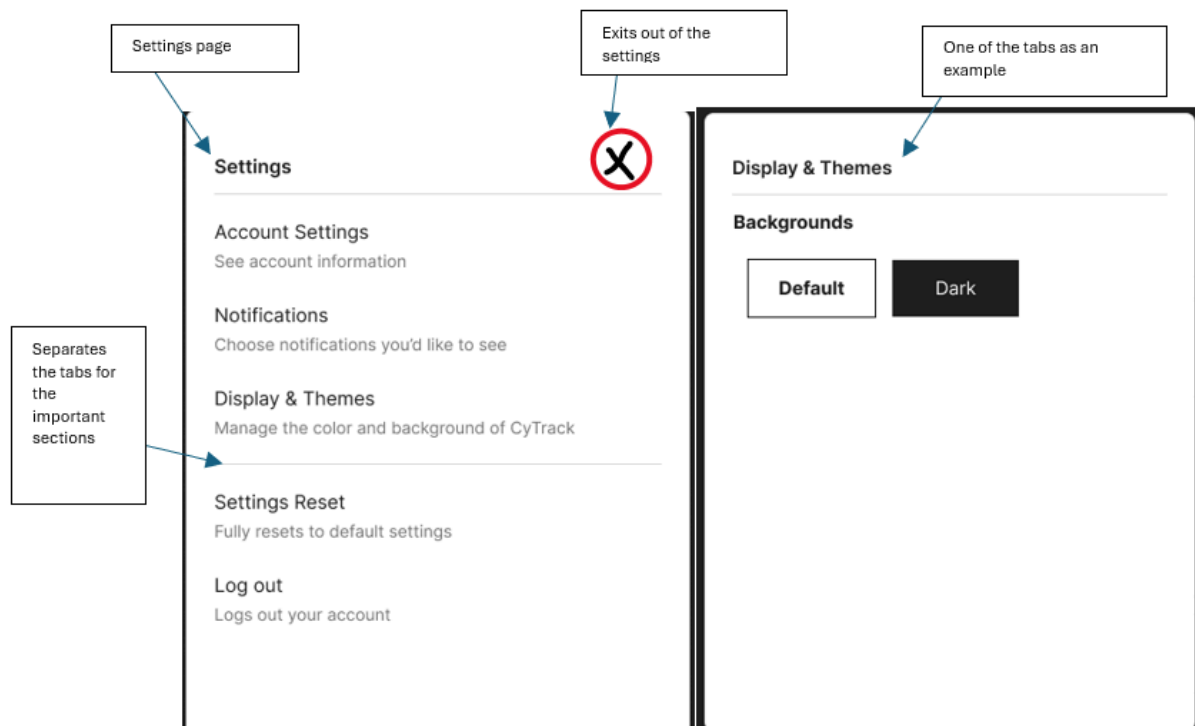 Settings page
Exits out of the
settings
One of the tabs as an
example
Settings
X
Account Settings
See account information
Notifications
Choose notifications you'd like to see
Display & Themes
Manage the color and background of CyTrack
Settings Reset
Fully resets to default settings
Log out
Logs out your account
Separates
the tabs for
the
important
sections
Display & Themes
Backgrounds
Default
Dark